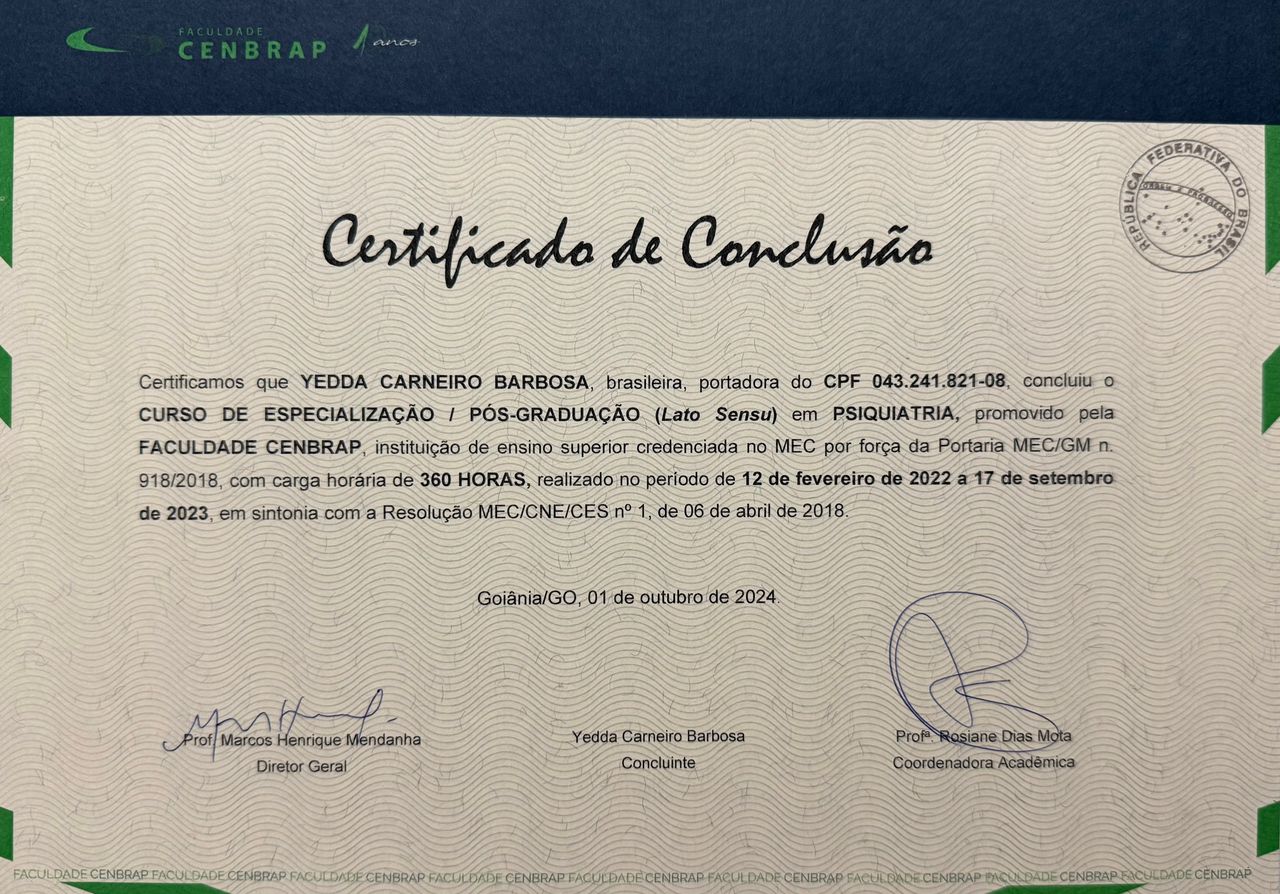 FACULDADE
CENBRAP
anos
REPÚBLICA FEDERATIVA DO BRASIL
ORDEM E PROGRESSO
Certificado de Conclusão
Certificamos que YEDDA CARNEIRO BARBOSA, brasileira, portadora do CPF 043.241.821-08, concluiu o
CURSO DE ESPECIALIZAÇÃO / PÓS-GRADUAÇÃO (Lato Sensu) em PSIQUIATRIA, promovido pela
FACULDADE CENBRAP, instituição de ensino superior credenciada no MEC por força da Portaria MEC/GM n.
918/2018, com carga horária de 360 HORAS, realizado no período de 12 de fevereiro de 2022 a 17 de setembro
de 2023, em sintonia com a Resolução MEC/CNE/CES nº 1, de 06 de abril de 2018.
Goiânia/GO, 01 de outubro de 2024.
Prof. Marcos Henrique Mendanha
Diretor Geral
Yedda Carneiro Barbosa
Concluinte
Profª. Rosiane Dias Mota
Coordenadora Acadêmica
FACULDADE CENBRAP FACULDADE CENBRAP FACULDADE CENBRAP FACULDADE CENBRAP FACULDADE CENBRAP FACULDADE CENBRAP FACULDADE CENBRAP FACULDADE CENBRAP FACULDADE CENBRAP